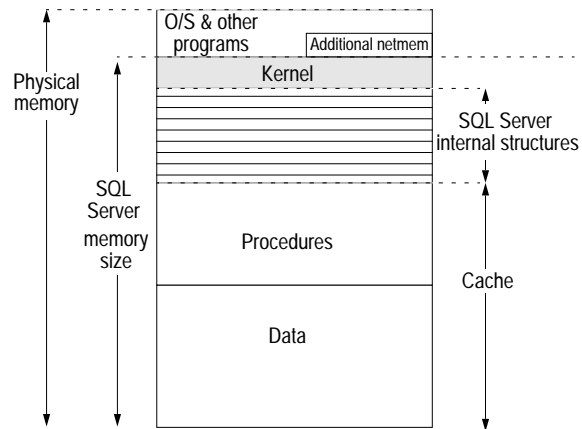 O/S & other
programs
Additional netmem
Kernel
Physical
memory
SQL Server
internal structures
SQL
Server
memory
size
Procedures
Cache
Data